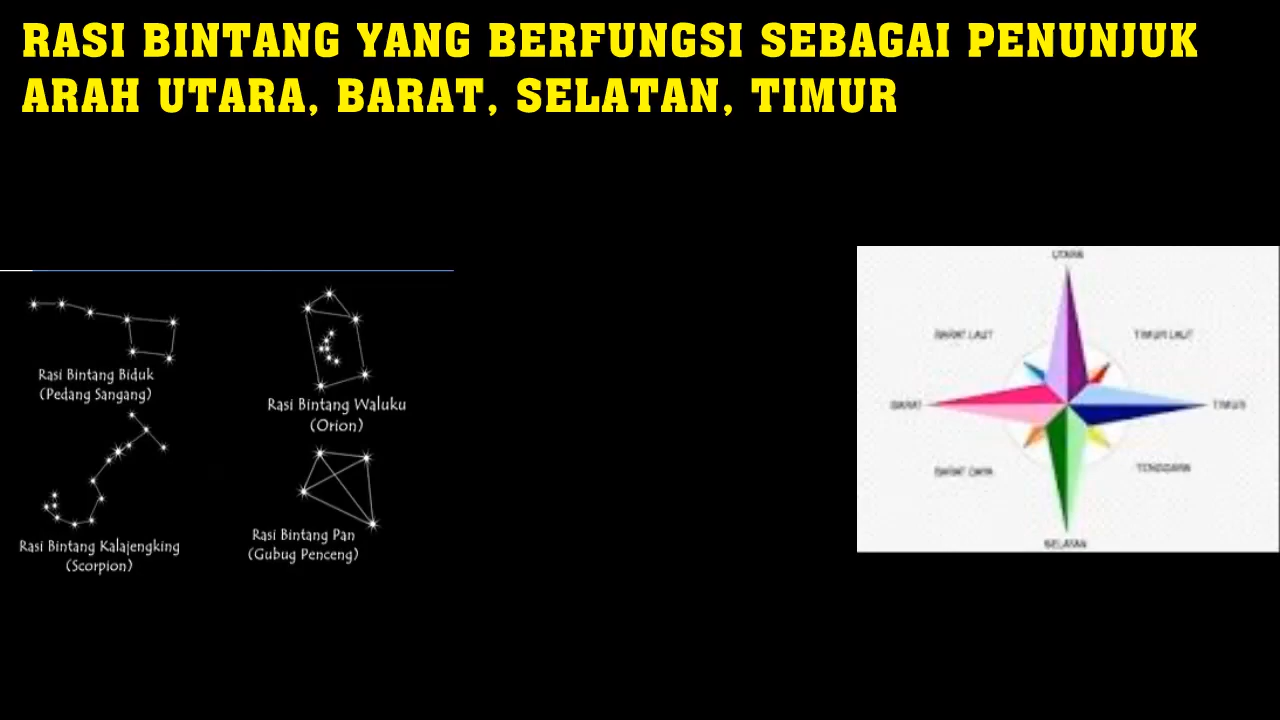 RASI BINTANG YANG BERFUNGSI SEBAGAI PENUNJUK
ARAH UTARA, BARAT, SELATAN, TIMUR
Rasi Bintang Biduk
(Pedang Sangang)
Rasi Bintang Waluku
(Orion)
Rasi Bintang Kalajengking
(Scorpion)
Rasi Bintang Pan
(Gubug Penceng)
UTARA
BARAT LAUT
TIMUR LAUT
BARAT
TIMUR
BARAT DAYA
TENGGARA
SELATAN